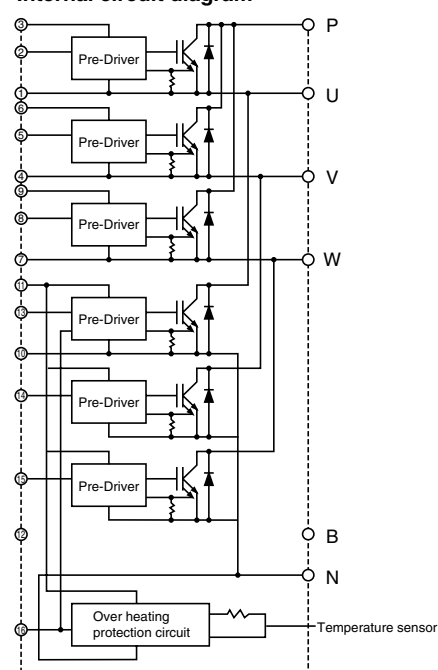 Internal circuit diagram
③
P
②
Pre-Driver
①
U
⑥
⑤
Pre-Driver
④
V
⑨
⑧
Pre-Driver
⑦
W
⑪
⑬
Pre-Driver
⑩
⑭
Pre-Driver
⑮
Pre-Driver
⑫
B
N
Over heating
protection circuit
⑯
Temperature sensor